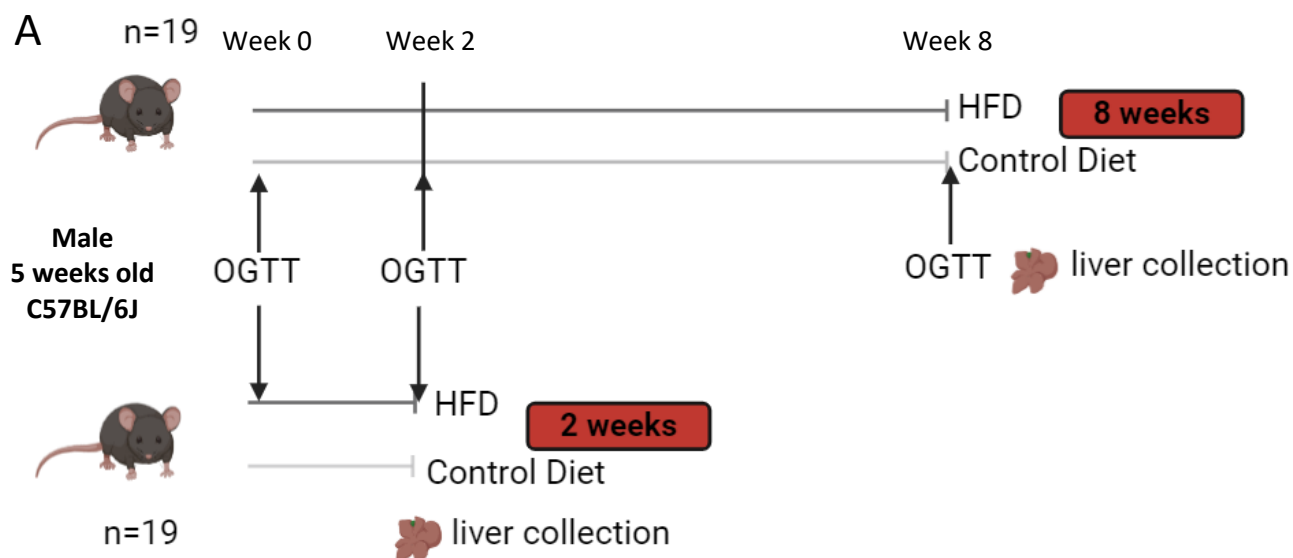 A
n=19
Week 0
Week 2
Week 8
HFD
8 weeks
Control Diet
Male
5 weeks old
C57BL/6J
OGTT
OGTT
OGTT
liver collection
HFD
2 weeks
Control Diet
n=19
liver collection